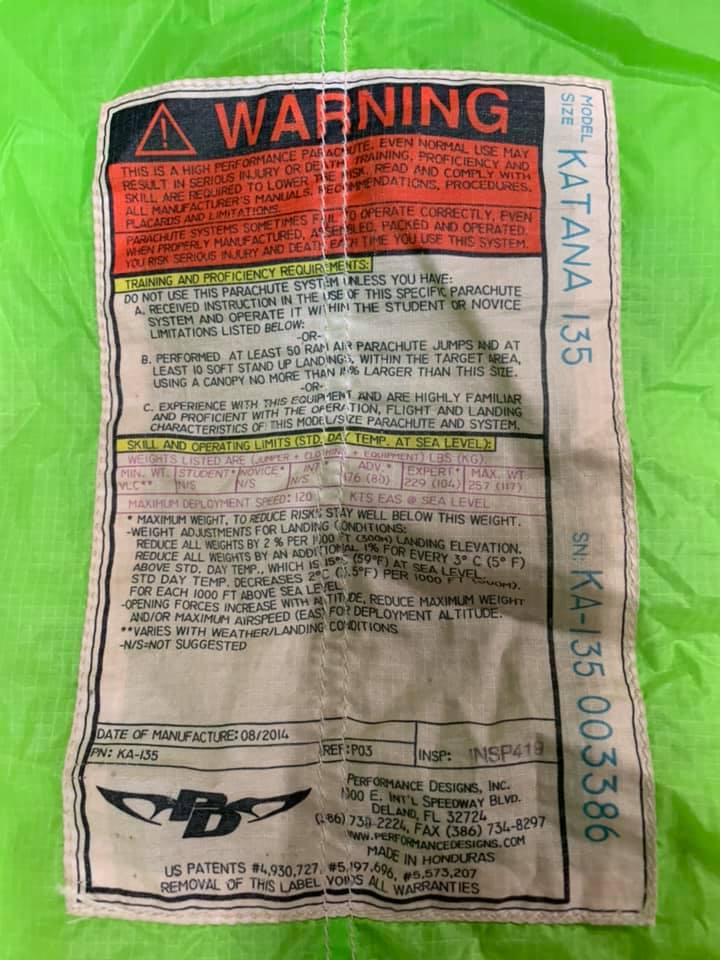 WARNING
THIS IS A HIGH PERFORMANCE PARACHUTE. EVEN NORMAL USE MAY
RESULT IN SERIOUS INJURY OR DEATH. TRAINING, PROFICIENCY AND
SKILL ARE REQUIRED TO LOWER THE RISK. READ AND COMPLY WITH
ALL MANUFACTURER'S MANUALS, RECOMMENDATIONS, PROCEDURES,
PLACARDS AND LIMITATIONS.
PARACHUTE SYSTEMS SOMETIMES FAIL TO OPERATE CORRECTLY, EVEN
WHEN PROPERLY MANUFACTURED, ASSEMBLED, PACKED AND OPERATED.
YOU RISK SERIOUS INJURY AND DEATH EACH TIME YOU USE THIS SYSTEM.
TRAINING AND PROFICIENCY REQUIREMENTS:
DO NOT USE THIS PARACHUTE SYSTEM UNLESS YOU HAVE:
A. RECEIVED INSTRUCTION IN THE USE OF THIS SPECIFIC PARACHUTE
SYSTEM AND OPERATE IT WITHIN THE STUDENT OR NOVICE
LIMITATIONS LISTED BELOW:
-OR-
B. PERFORMED AT LEAST 50 RAM AIR PARACHUTE JUMPS AND AT
LEAST 10 SOFT STAND UP LANDINGS, WITHIN THE TARGET AREA,
USING A CANOPY NO MORE THAN 15% LARGER THAN THIS SIZE.
-OR-
C. EXPERIENCE WITH THIS EQUIPMENT AND ARE HIGHLY FAMILIAR
AND PROFICIENT WITH THE OPERATION, FLIGHT AND LANDING
CHARACTERISTICS OF THIS MODEL/SIZE PARACHUTE AND SYSTEM.
SKILL AND OPERATING LIMITS (STD. DAY TEMP. AT SEA LEVEL):
WEIGHTS LISTED ARE (JUMPER + CLOTHING + EQUIPMENT) LBS (KG)
MIN. WT. STUDENT* NOVICE* INT* ADV.* EXPERT* MAX. WT
VLC** N/S N/S N/S 176 (80) 229 (104) 257 (117)
MAXIMUM DEPLOYMENT SPEED: 120 KTS EAS @ SEA LEVEL
* MAXIMUM WEIGHT, TO REDUCE RISKS STAY WELL BELOW THIS WEIGHT.
-WEIGHT ADJUSTMENTS FOR LANDING CONDITIONS:
REDUCE ALL WEIGHTS BY 2 % PER 1000 FT (300M) LANDING ELEVATION.
REDUCE ALL WEIGHTS BY AN ADDITIONAL 1% FOR EVERY 3° C (5° F)
ABOVE STD. DAY TEMP., WHICH IS 15°C (59°F) AT SEA LEVEL
STD DAY TEMP. DECREASES 2°C (3.5°F) PER 1000 FT (300M).
FOR EACH 1000 FT ABOVE SEA LEVEL
-OPENING FORCES INCREASE WITH ALTITUDE, REDUCE MAXIMUM WEIGHT
AND/OR MAXIMUM AIRSPEED (EAS) FOR DEPLOYMENT ALTITUDE.
**VARIES WITH WEATHER/LANDING CONDITIONS
-N/S=NOT SUGGESTED
DATE OF MANUFACTURE: 08/2014
PN: KA-135 REF: P03 INSP: INSP419
PD
PERFORMANCE DESIGNS, INC.
1300 E. INT'L SPEEDWAY BLVD.
DELAND, FL 32724
(386) 738-2224, FAX (386) 734-8297
WWW.PERFORMANCEDESIGNS.COM
MADE IN HONDURAS
US PATENTS #4,930,727, #5,197,696, #5,573,207
REMOVAL OF THIS LABEL VOIDS ALL WARRANTIES
MODEL
SIZE KATANA 135
SN: KA-135 003386